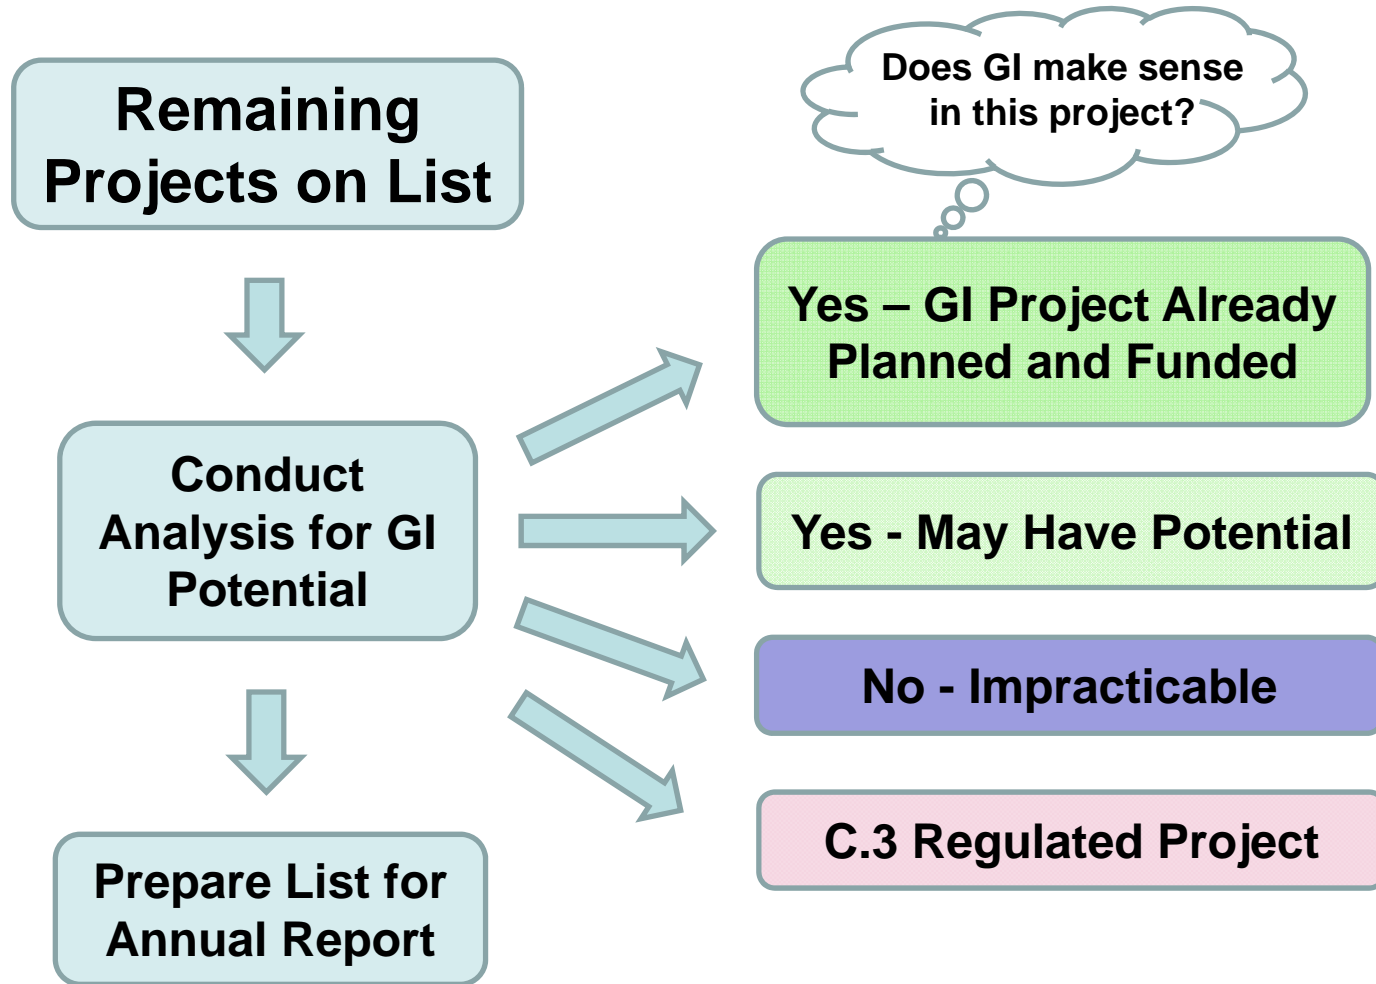 Remaining
Projects on List
Does GI make sense
in this project?
Yes – GI Project Already
Planned and Funded
Conduct
Analysis for GI
Potential
Yes - May Have Potential
No - Impracticable
C.3 Regulated Project
Prepare List for
Annual Report